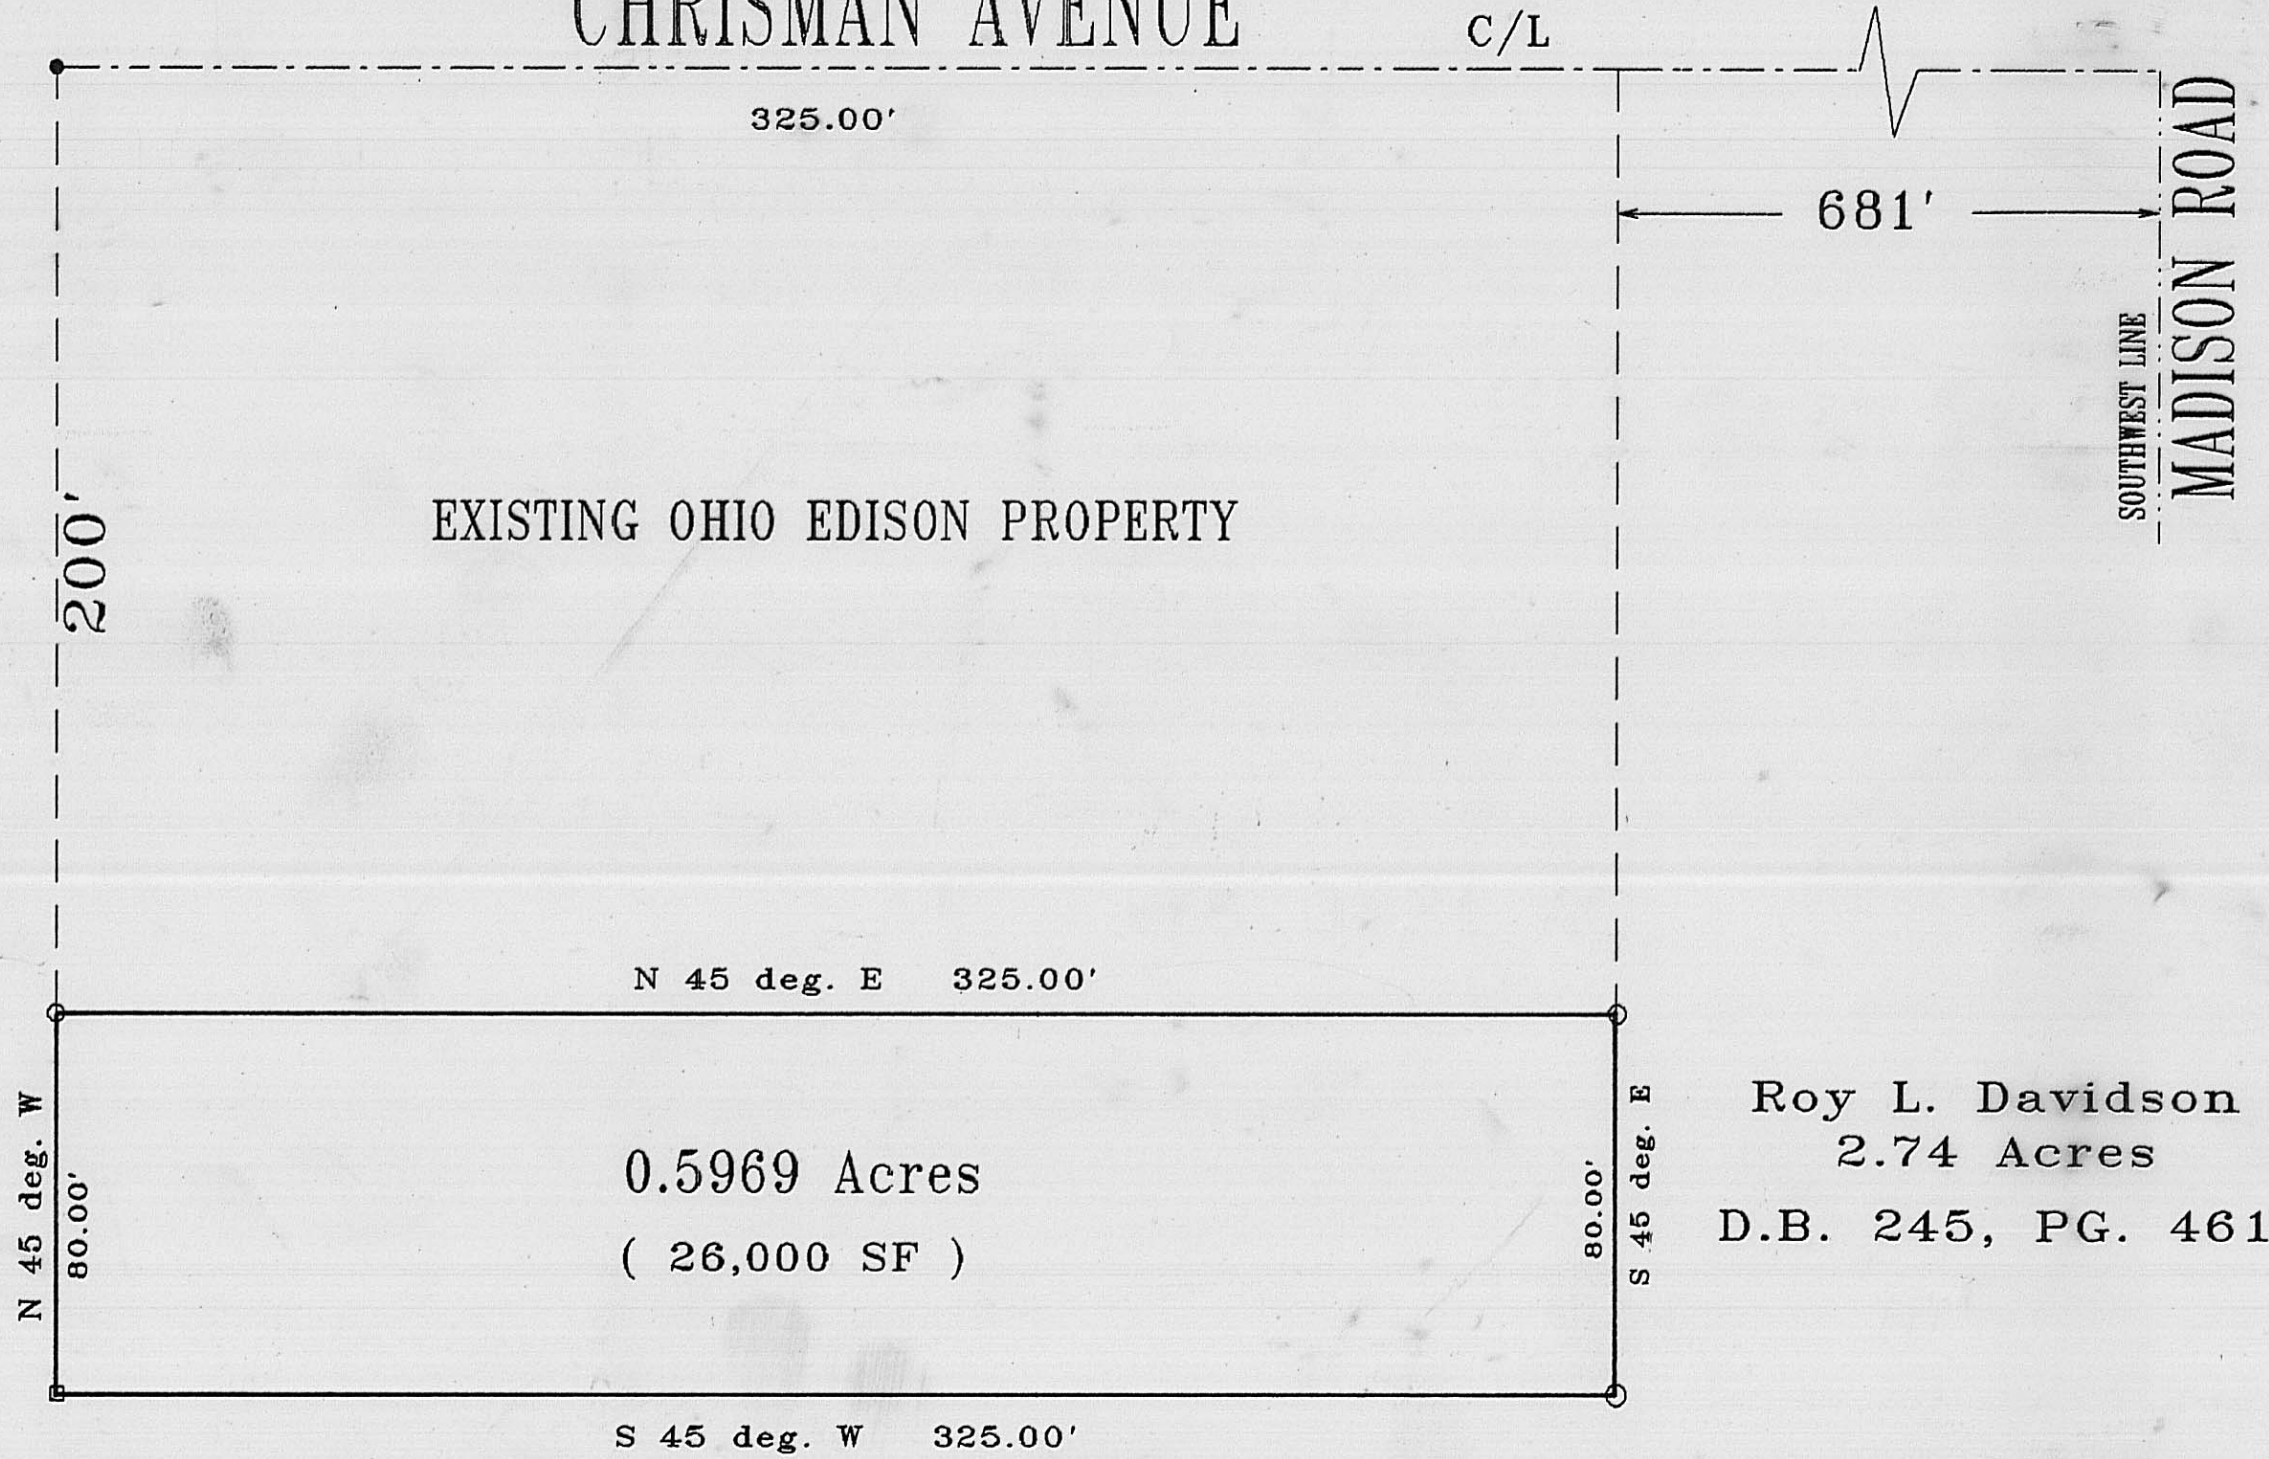 CHRISMAN AVENUE
C/L
325.00'
681'
MADISON ROAD
SOUTHWEST LINE
200'
EXISTING OHIO EDISON PROPERTY
N 45 deg. E 325.00'
N 45 deg. W
80.00'
0.5969 Acres
( 26,000 SF )
80.00'
S 45 deg. E
Roy L. Davidson
2.74 Acres
D.B. 245, PG. 461
S 45 deg. W 325.00'